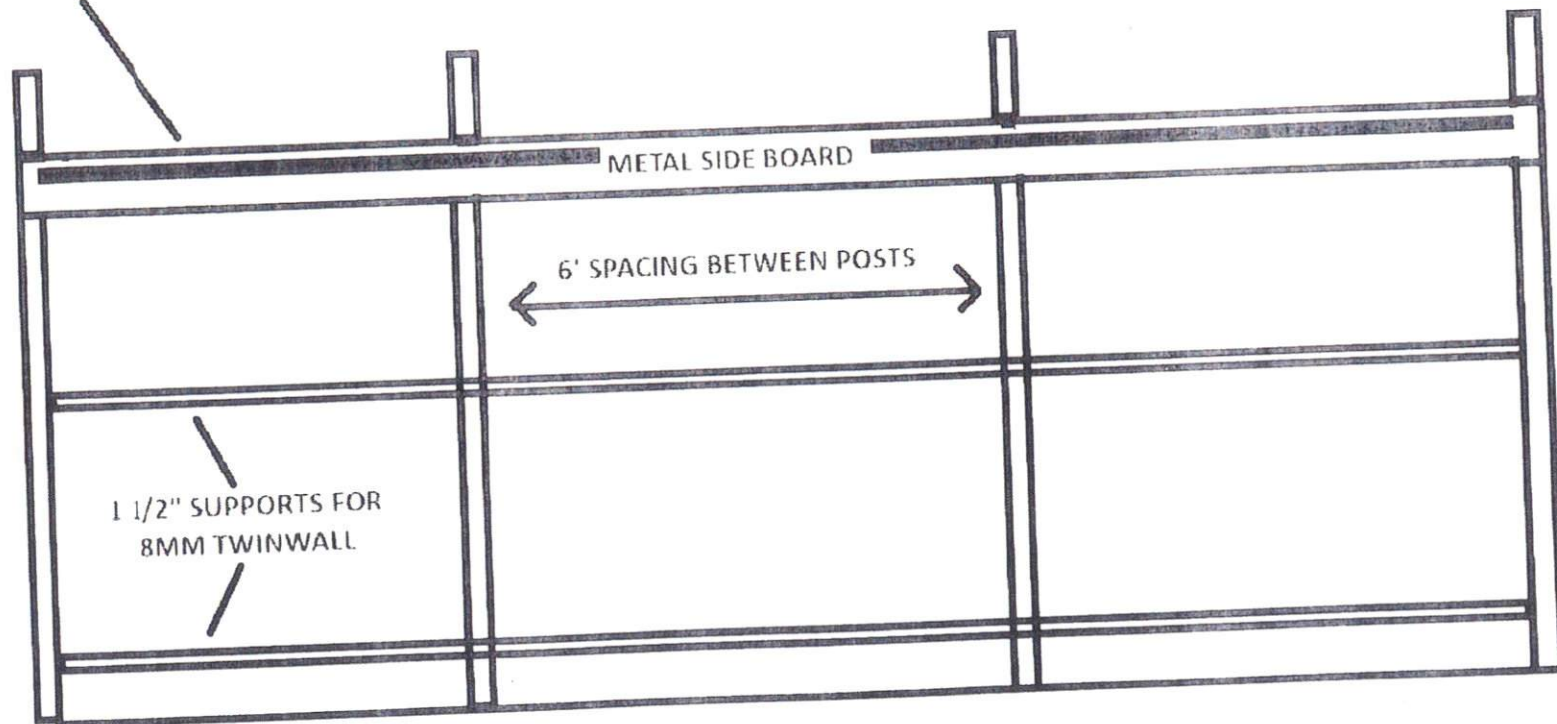 METAL SIDE BOARD
6' SPACING BETWEEN POSTS
1 1/2" SUPPORTS FOR
8MM TWINWALL